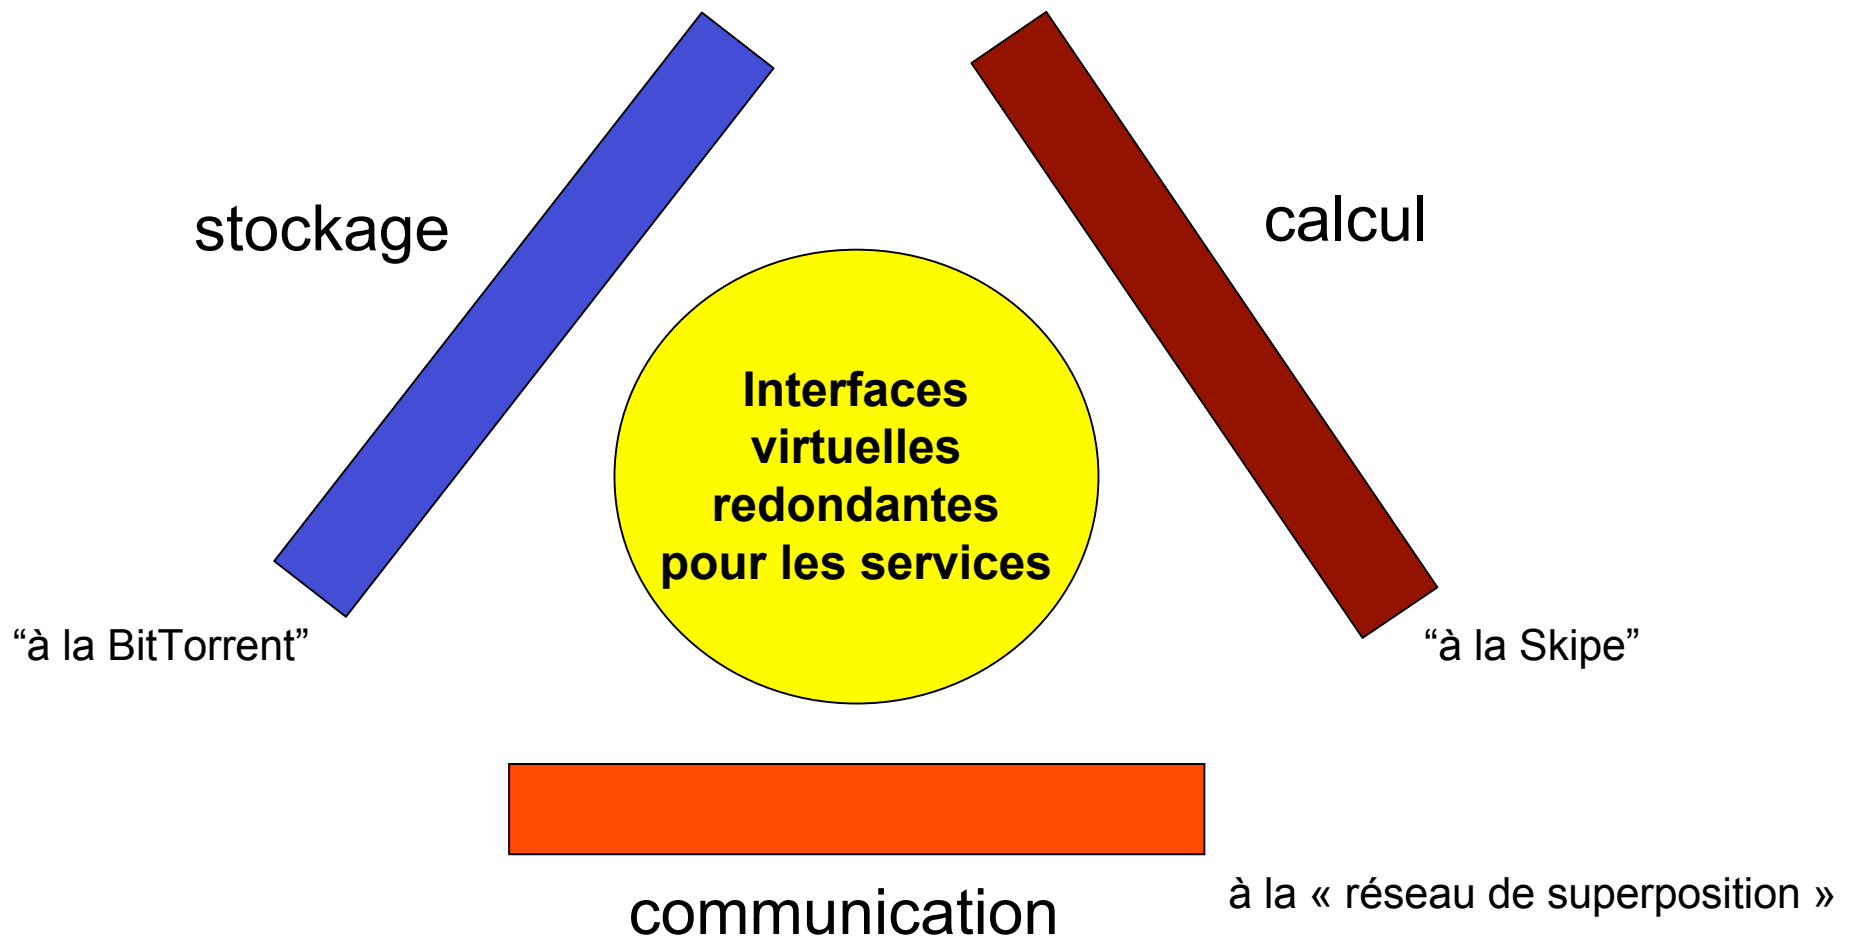 stockage
calcul
Interfaces
virtuelles
redondantes
pour les services
“à la BitTorrent”
“à la Skipe”
communication
à la « réseau de superposition »